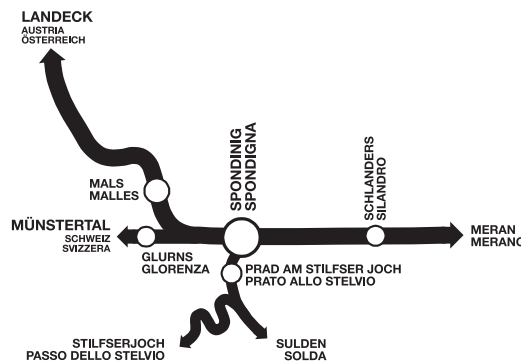 LANDECK
AUSTRIA
ÖSTERREICH
SPONDINIG
SPONDIGNA
SCHLANDERS
SILANDRO
MALS
MALLES
MÜNSTERTAL
SCHWEIZ
SVIZZERA
GLURNS
GLORENZA
MERAN
MERANO
PRAD AM STILFSER JOCH
PRATO ALLO STELVIO
STILFSERJOCH
PASSO DELLO STELVIO
SULDEN
SOLDA